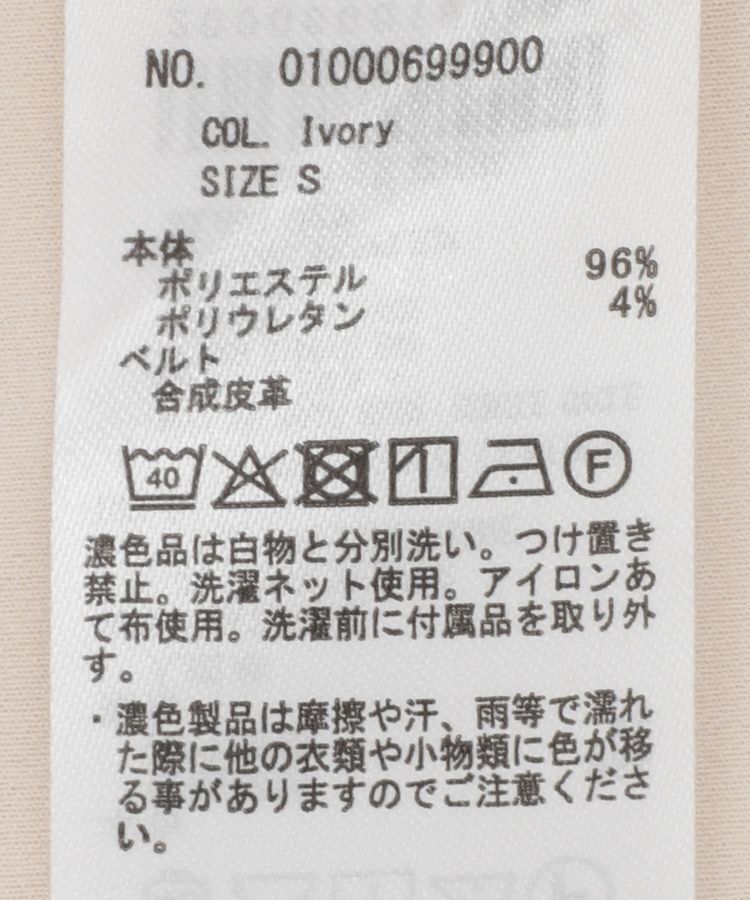 NO. 01000699900
COL. Ivory
SIZE S
本体
ポリエステル 96%
ポリウレタン 4%
ベルト
合成皮革
40 F
濃色品は白物と分別洗い。つけ置き
禁止。洗濯ネット使用。アイロンあ
て布使用。洗濯前に付属品を取り外
す。
・濃色製品は摩擦や汗、雨等で濡れ
た際に他の衣類や小物類に色が移
る事がありますのでご注意くださ
い。